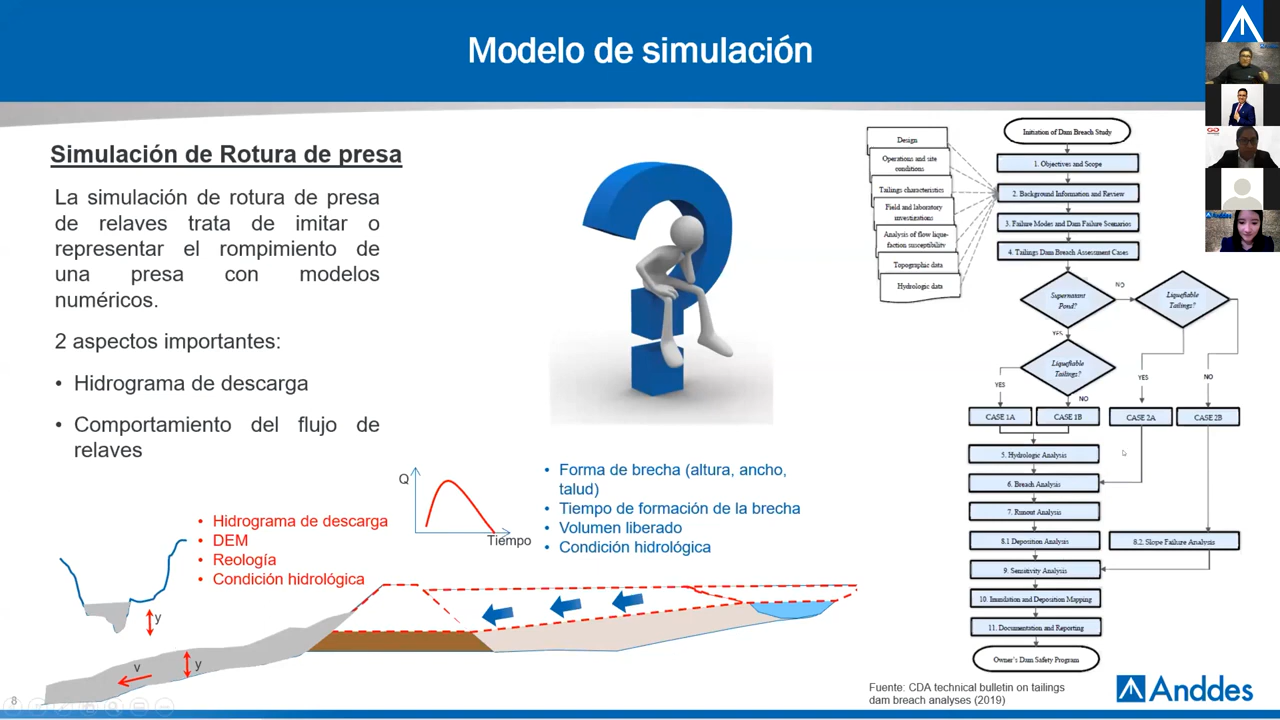 Modelo de simulación
Simulación de Rotura de presa
La simulación de rotura de presa
de relaves trata de imitar o
representar el rompimiento de
una presa con modelos
numéricos.
2 aspectos importantes:
• Hidrograma de descarga
• Comportamiento del flujo de
relaves
• Hidrograma de descarga
• DEM
• Reología
• Condición hidrológica
Q
Tiempo
• Forma de brecha (altura, ancho,
talud)
• Tiempo de formación de la brecha
• Volumen liberado
• Condición hidrológica
y
v
y
Initiation of Dam Breach Study
Design
Operations and site
conditions
Tailings characteristics
Field and laboratory
investigations
Analysis of flow lique-
faction susceptibility
Topographic data
Hydrologic data
1. Objectives and Scope
2. Background Information and Review
3. Failure Modes and Dam Failure Scenarios
4. Tailings Dam Breach Assessment Cases
Supernatant
Pond?
NO
Liquefiable
Tailings?
YES
Liquefiable
Tailings?
YES
NO
YES
NO
CASE 1A
CASE 1B
CASE 2A
CASE 2B
5. Hydrologic Analysis
6. Breach Analysis
7. Runout Analysis
8.1 Deposition Analysis
8.2. Slope Failure Analysis
9. Sensitivity Analysis
10. Inundation and Deposition Mapping
11. Documentation and Reporting
Owner's Dam Safety Program
Fuente: CDA technical bulletin on tailings
dam breach analyses (2019)
Anddes
8